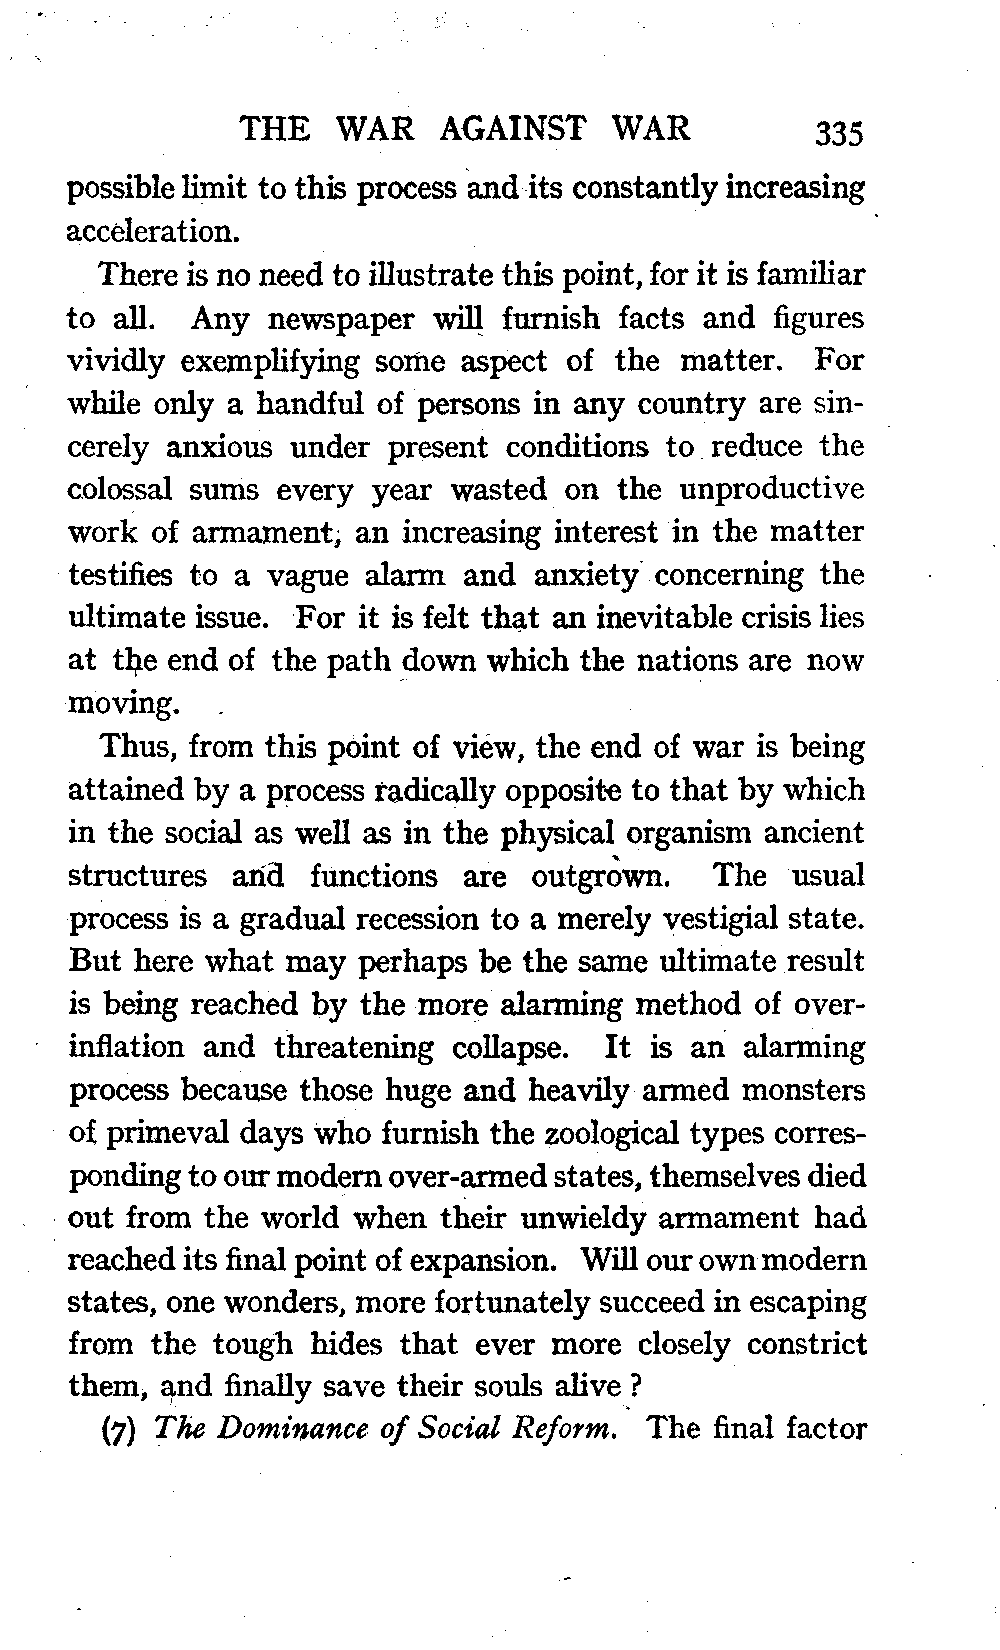 THE WAR AGAINST WAR 335
possible limit to this process and its constantly increasing
acceleration.
There is no need to illustrate this point, for it is familiar
to all. Any newspaper will furnish facts and figures
vividly exemplifying some aspect of the matter. For
while only a handful of persons in any country are sin-
cerely anxious under present conditions to reduce the
colossal sums every year wasted on the unproductive
work of armament, an increasing interest in the matter
testifies to a vague alarm and anxiety concerning the
ultimate issue. For it is felt that an inevitable crisis lies
at the end of the path down which the nations are now
moving.
Thus, from this point of view, the end of war is being
attained by a process radically opposite to that by which
in the social as well as in the physical organism ancient
structures and functions are outgrown. The usual
process is a gradual recession to a merely vestigial state.
But here what may perhaps be the same ultimate result
is being reached by the more alarming method of over-
inflation and threatening collapse. It is an alarming
process because those huge and heavily armed monsters
of primeval days who furnish the zoological types corres-
ponding to our modern over-armed states, themselves died
out from the world when their unwieldy armament had
reached its final point of expansion. Will our own modern
states, one wonders, more fortunately succeed in escaping
from the tough hides that ever more closely constrict
them, and finally save their souls alive ?
(7) The Dominance of Social Reform. The final factor